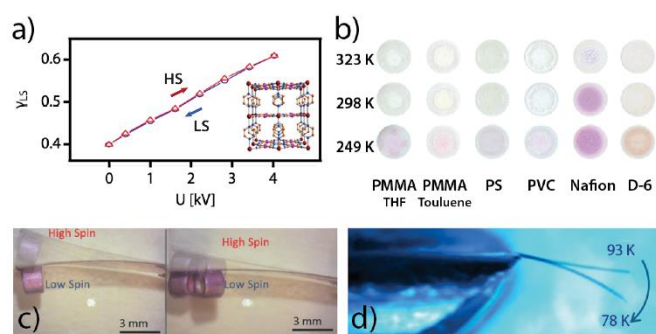 a)
γLS
0.6
0.5
0.4
HS
LS
0 1 2 3 4
U [kV]
b)
323 K
298 K
249 K
PMMA THF
PMMA Touluene
PS
PVC
Nafion
D-6
High Spin
Low Spin
c)
3 mm
High Spin
Low Spin
3 mm
d)
93 K
78 K